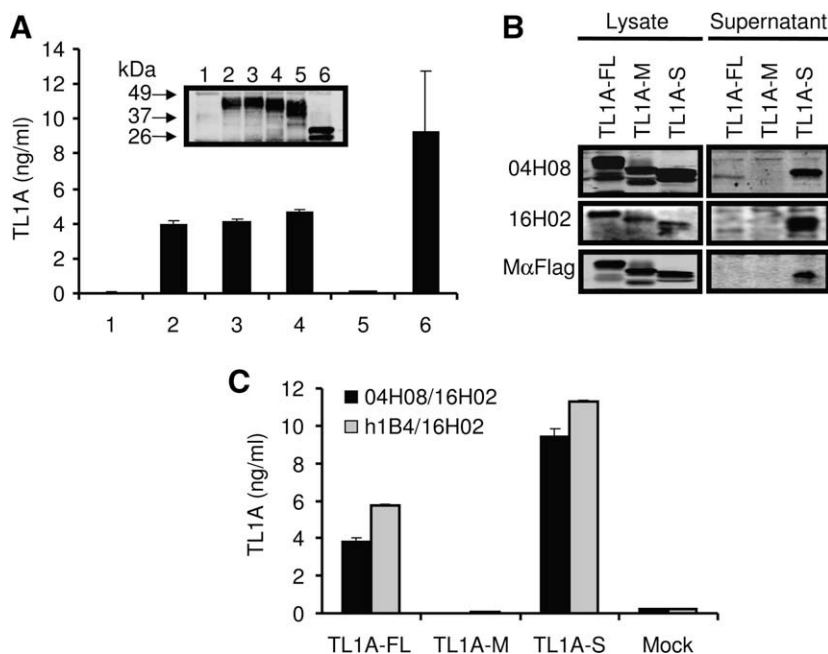 A
14
12
10
8
6
4
2
0
TL1A (ng/ml)
kDa 1 2 3 4 5 6
49
37
26
1 2 3 4 5 6
B
Lysate Supernatant
TL1A-FL TL1A-M TL1A-S TL1A-FL TL1A-M TL1A-S
04H08
16H02
MαFlag
C
12
10
8
6
4
2
0
TL1A (ng/ml)
04H08/16H02
h1B4/16H02
TL1A-FL TL1A-M TL1A-S Mock